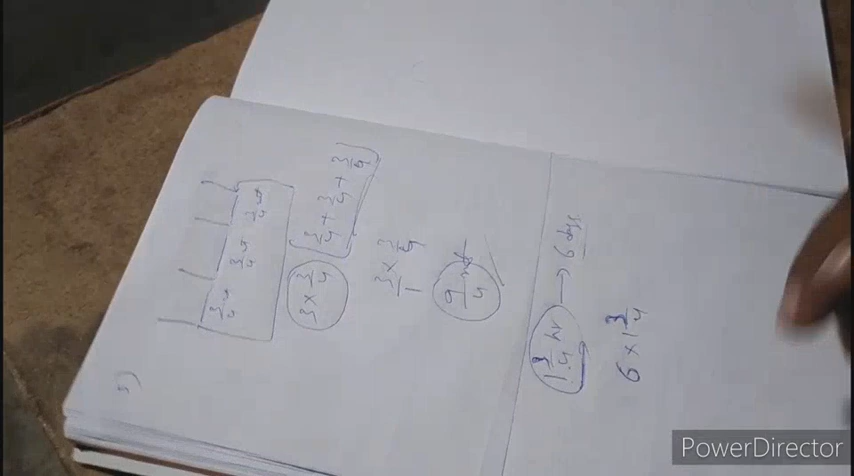 5)
3/4 m 3/4 m 3/4 m
3 × 3/4 3/4 + 3/4 + 3/4
3/1 × 3/4
9/4 m
1 3/4 hr → 6 days
6 × 1 3/4
PowerDirector